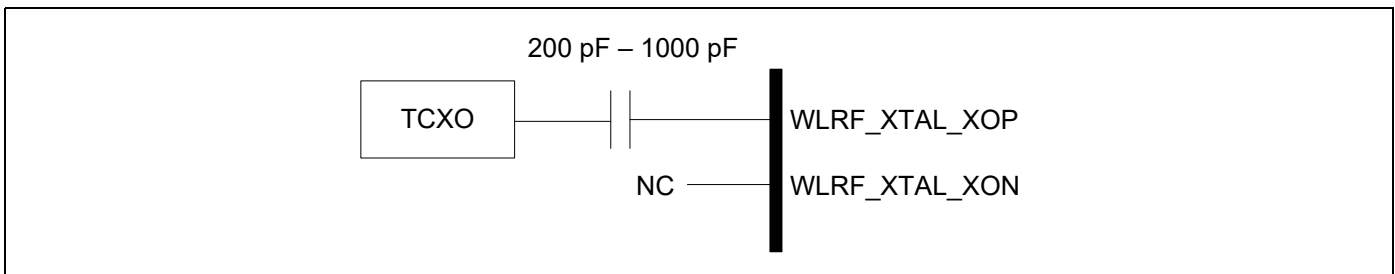 200 pF – 1000 pF
TCXO
WLRF_XTAL_XOP
NC
WLRF_XTAL_XON